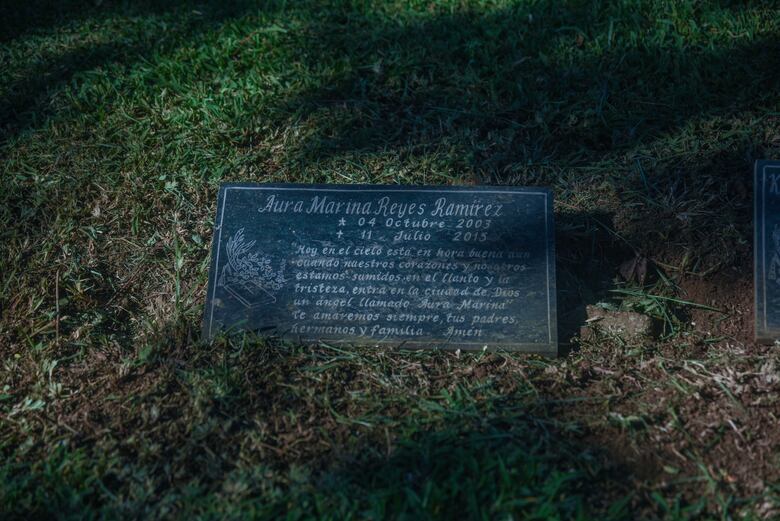 Aura Marina Reyes Ramírez
★ 04 Octubre 2003
✝ 11 Julio 2015
"Hoy en el cielo está en hora buena aun
cuando nuestros corazones y nosotros
estamos sumidos en el llanto y la
tristeza, entra en la ciudad de Dios
un ángel llamado "Aura Marina"
Te amaremos siempre, tus padres,
hermanos y familia Amén